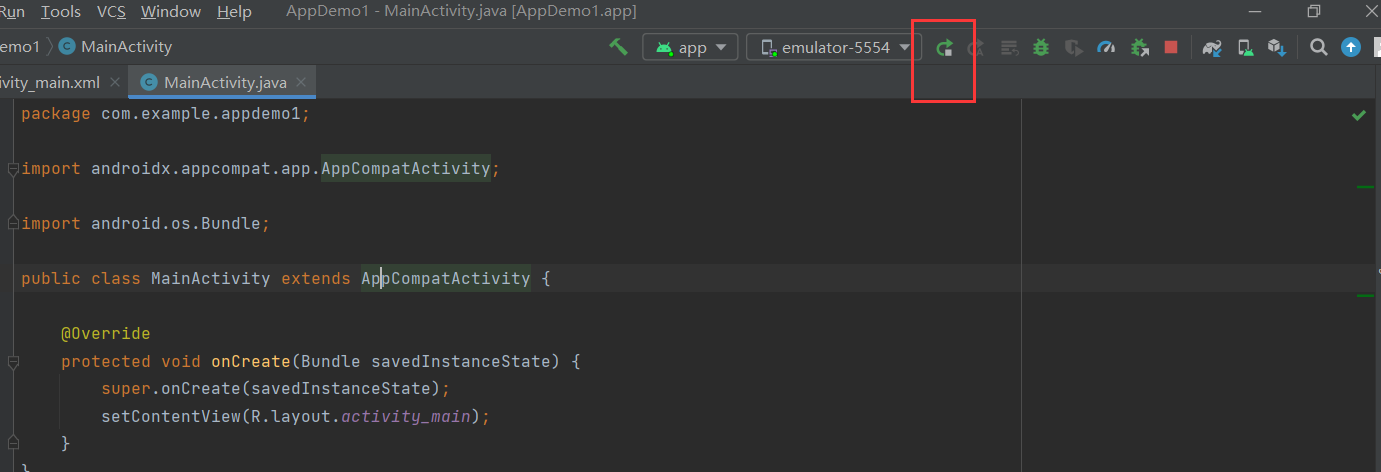 Run Tools VCS Window Help AppDemo1 - MainActivity.java [AppDemo1.app]
emo1 MainActivity app emulator-5554
ivity_main.xml MainActivity.java
package com.example.appdemo1;
import androidx.appcompat.app.AppCompatActivity;
import android.os.Bundle;
public class MainActivity extends AppCompatActivity {
@Override
protected void onCreate(Bundle savedInstanceState) {
super.onCreate(savedInstanceState);
setContentView(R.layout.activity_main);
}
}